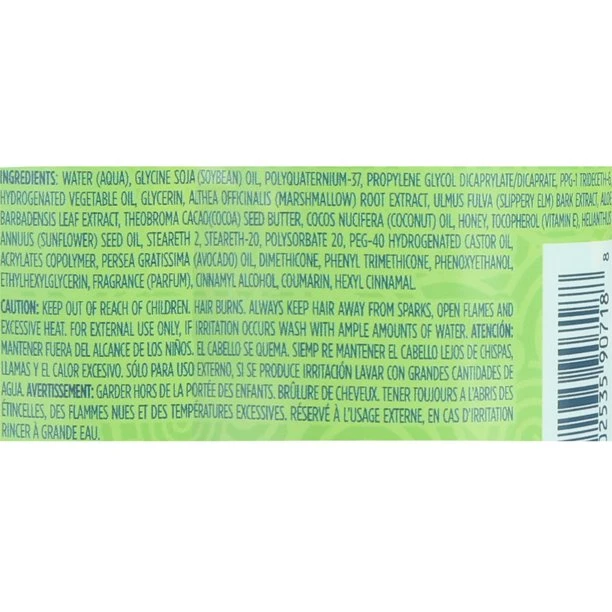 INGREDIENTS: WATER (AQUA), GLYCINE SOJA (SOYBEAN) OIL, POLYQUATERNIUM-37, PROPYLENE GLYCOL DICAPRYLATE/DICAPRATE, PPG-1 TRIDECETH-6,
HYDROGENATED VEGETABLE OIL, GLYCERIN, ALTHEA OFFICINALIS (MARSHMALLOW) ROOT EXTRACT, ULMUS FULVA (SLIPPERY ELM) BARK EXTRACT, ALOE
BARBADENSIS LEAF EXTRACT, THEOBROMA CACAO(COCOA) SEED BUTTER, COCOS NUCIFERA (COCONUT) OIL, HONEY, TOCOPHEROL (VITAMIN E), HELIANTHUS
ANNUUS (SUNFLOWER) SEED OIL, STEARETH 2, STEARETH-20, POLYSORBATE 20, PEG-40 HYDROGENATED CASTOR OIL,
ACRYLATES COPOLYMER, PERSEA GRATISSIMA (AVOCADO) OIL, DIMETHICONE, PHENYL TRIMETHICONE, PHENOXYETHANOL,
ETHYLHEXYLGLYCERIN, FRAGRANCE (PARFUM), CINNAMYL ALCOHOL, COUMARIN, HEXYL CINNAMAL.
CAUTION: KEEP OUT OF REACH OF CHILDREN. HAIR BURNS. ALWAYS KEEP HAIR AWAY FROM SPARKS, OPEN FLAMES AND
EXCESSIVE HEAT. FOR EXTERNAL USE ONLY, IF IRRITATION OCCURS WASH WITH AMPLE AMOUNTS OF WATER. ATENCIÓN:
MANTENER FUERA DEL ALCANCE DE LOS NIÑOS. EL CABELLO SE QUEMA. SIEMP RE MANTENER EL CABELLO LEJOS DE CHISPAS,
LLAMAS Y EL CALOR EXCESIVO. SÓLO PARA USO EXTERNO, SI SE PRODUCE IRRITACIÓN LAVAR CON GRANDES CANTIDADES DE
AGUA. AVERTISSEMENT: GARDER HORS DE LA PORTÉE DES ENFANTS. BRÛLURE DE CHEVEUX. TENER TOUJOURS A L'ABRIS DES
ÉTINCELLES, DES FLAMMES NUES ET DES TEMPÉRATURES EXCESSIVES. RÉSERVÉ À L'USAGE EXTERNE, EN CAS D'IRRITATION
RINCER À GRANDE EAU.
02535 90718 8